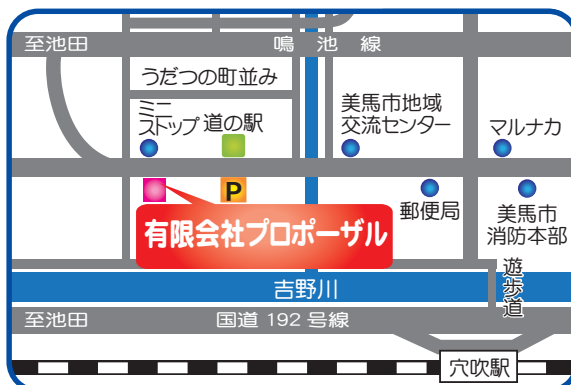 至池田
鳴池線
うだつの町並み
ミニ
ストップ
道の駅
美馬市地域
交流センター
マルナカ
P
有限会社プロポーザル
郵便局
美馬市
消防本部
遊歩道
吉野川
至池田
国道192号線
穴吹駅